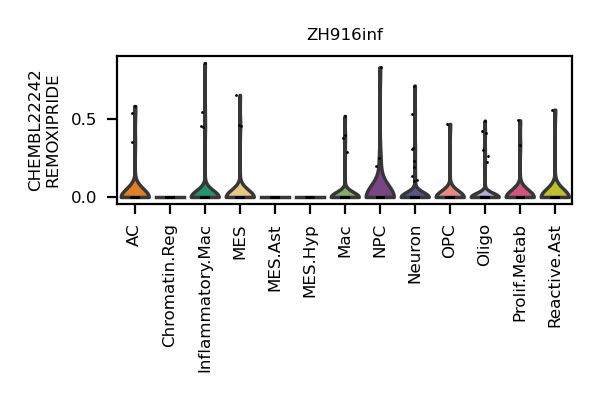 ZH916inf
CHEMBL22242
REMOXIPRIDE
0.5
0.0
AC
Chromatin.Reg
Inflammatory.Mac
MES
MES.Ast
MES.Hyp
Mac
NPC
Neuron
OPC
Oligo
Prolif.Metab
Reactive.Ast